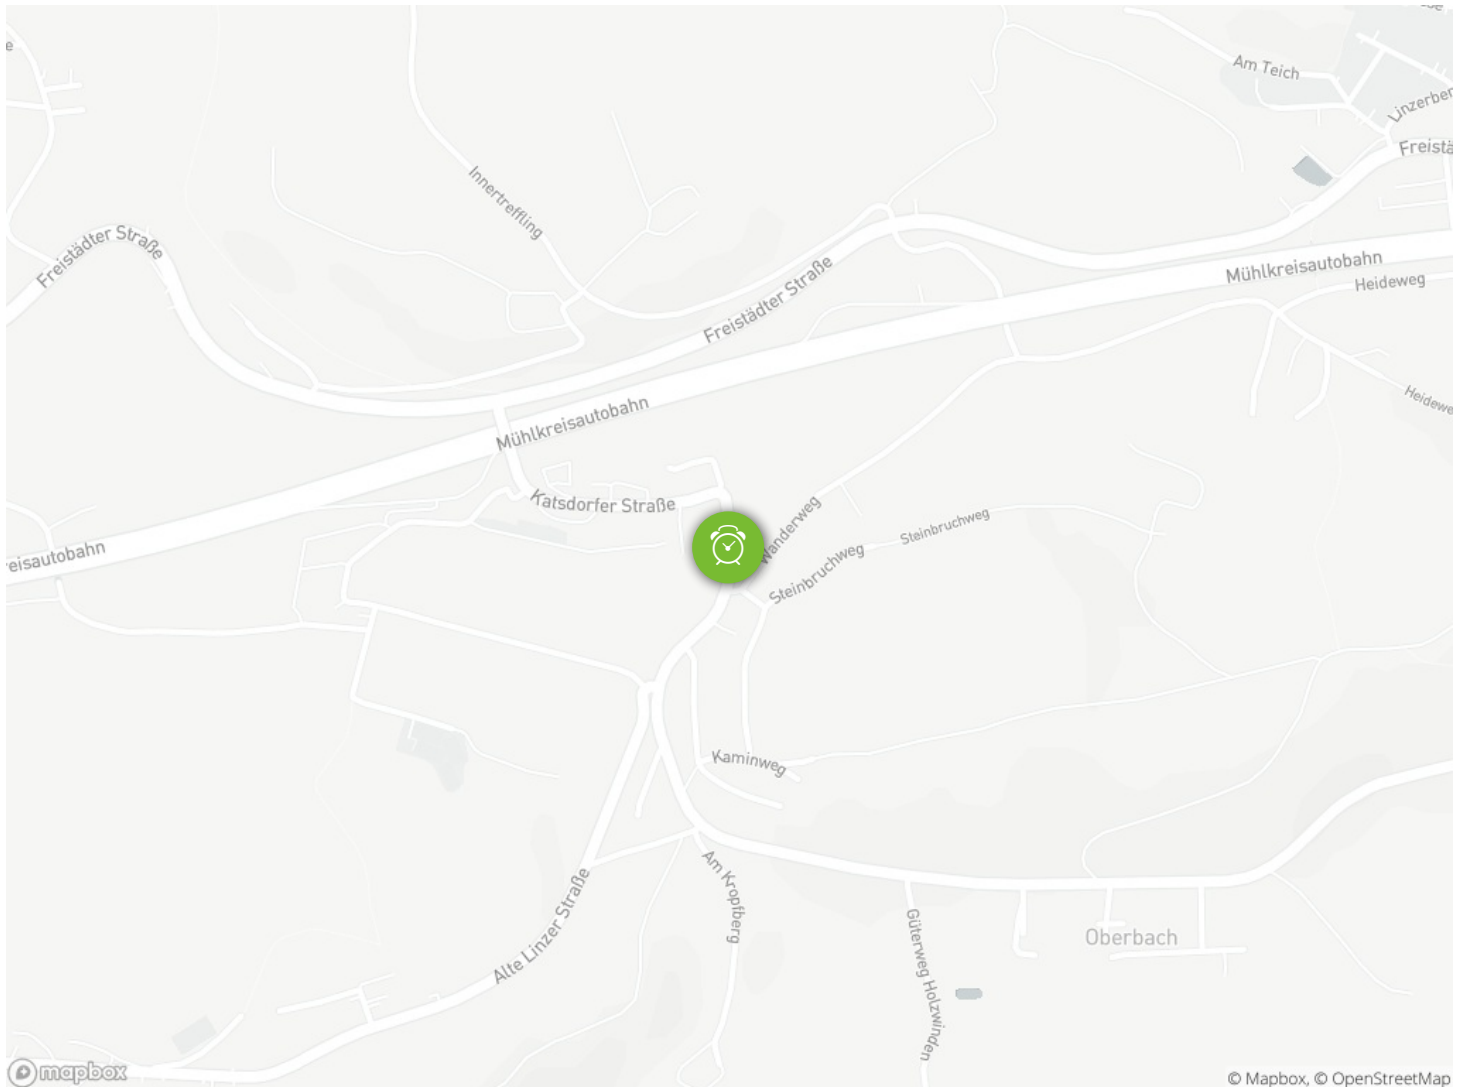 Am Teich
Linzerber
Freistä
Innertreffling
Freistädter Straße
Freistädter Straße
Mühlkreisautobahn
Heideweg
Heidewe
Mühlkreisautobahn
Katsdorfer Straße
Wanderweg
Steinbruchweg
Steinbruchweg
reisautobahn
Kaminweg
Am Kropfberg
Alte Linzer Straße
Güterweg Holzwinden
Oberbach
mapbox
© Mapbox, © OpenStreetMap